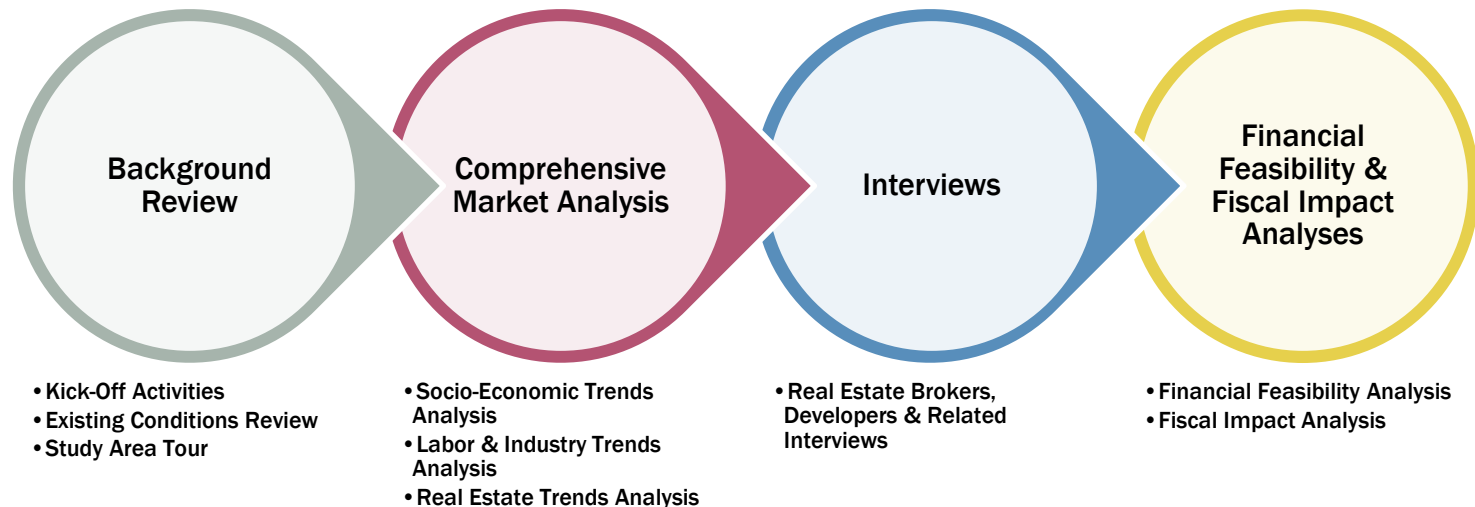 Background
Review
• Kick-Off Activities
• Existing Conditions Review
• Study Area Tour
Comprehensive
Market Analysis
• Socio-Economic Trends
Analysis
• Labor & Industry Trends
Analysis
• Real Estate Trends Analysis
Interviews
• Real Estate Brokers,
Developers & Related
Interviews
Financial
Feasibility &
Fiscal Impact
Analyses
• Financial Feasibility Analysis
• Fiscal Impact Analysis